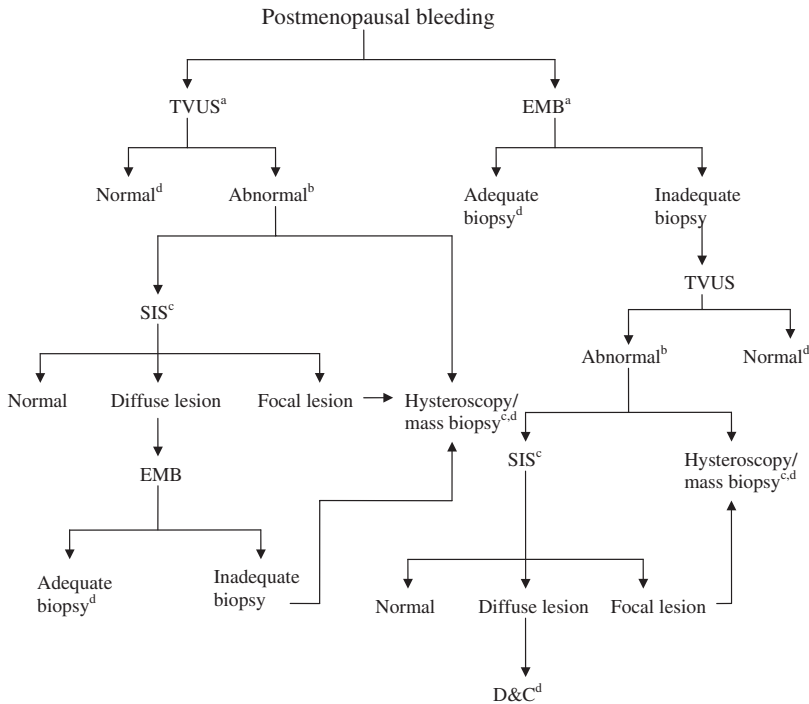 Postmenopausal bleeding
TVUSᵃ
EMBᵃ
Normalᵈ
Abnormalᵇ
Adequate
biopsyᵈ
Inadequate
biopsy
TVUS
SISᶜ
Abnormalᵇ
Normalᵈ
Normal
Diffuse lesion
Focal lesion
Hysteroscopy/
mass biopsyᶜ,ᵈ
EMB
SISᶜ
Hysteroscopy/
mass biopsyᶜ,ᵈ
Adequate
biopsyᵈ
Inadequate
biopsy
Normal
Diffuse lesion
Focal lesion
D&Cᵈ